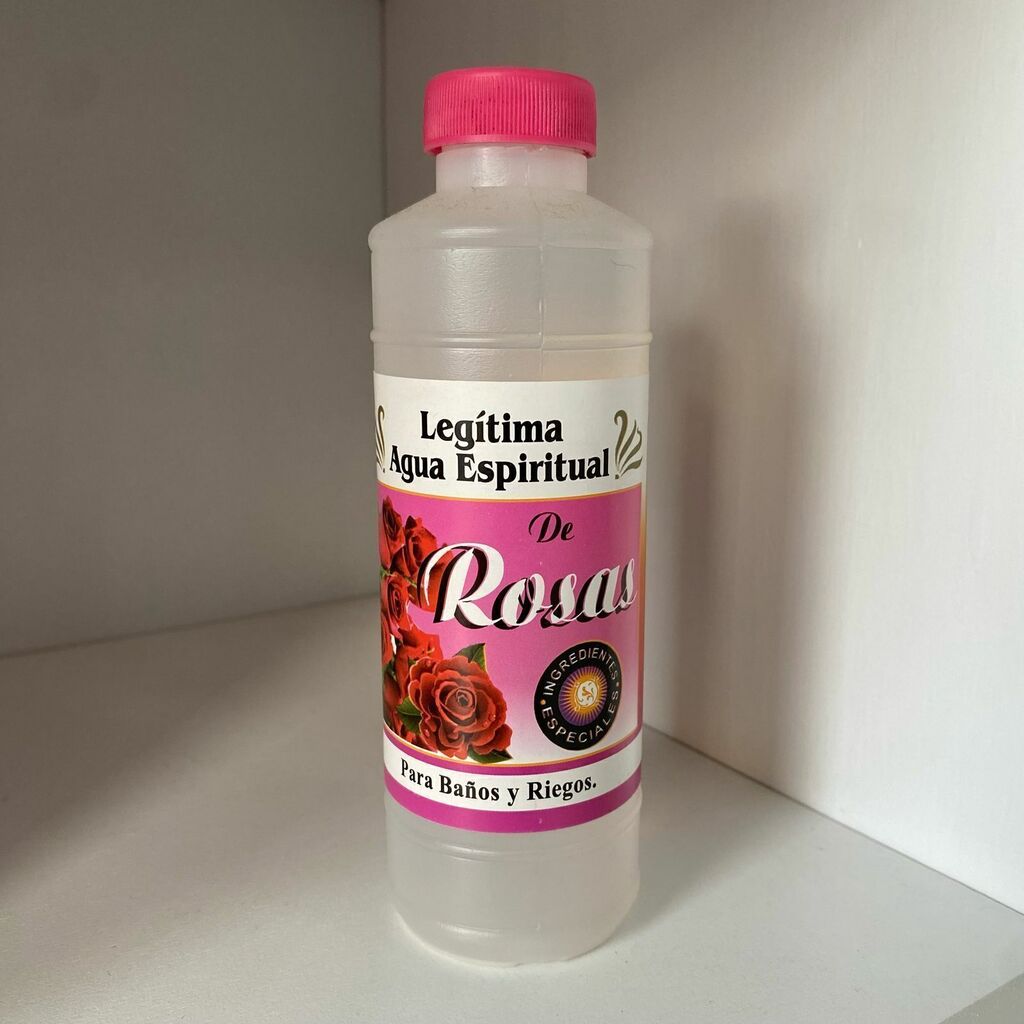 Legítima
Agua Espiritual
De
Rosas
INGREDIENTES
ESPECIALES
Para Baños y Riegos.